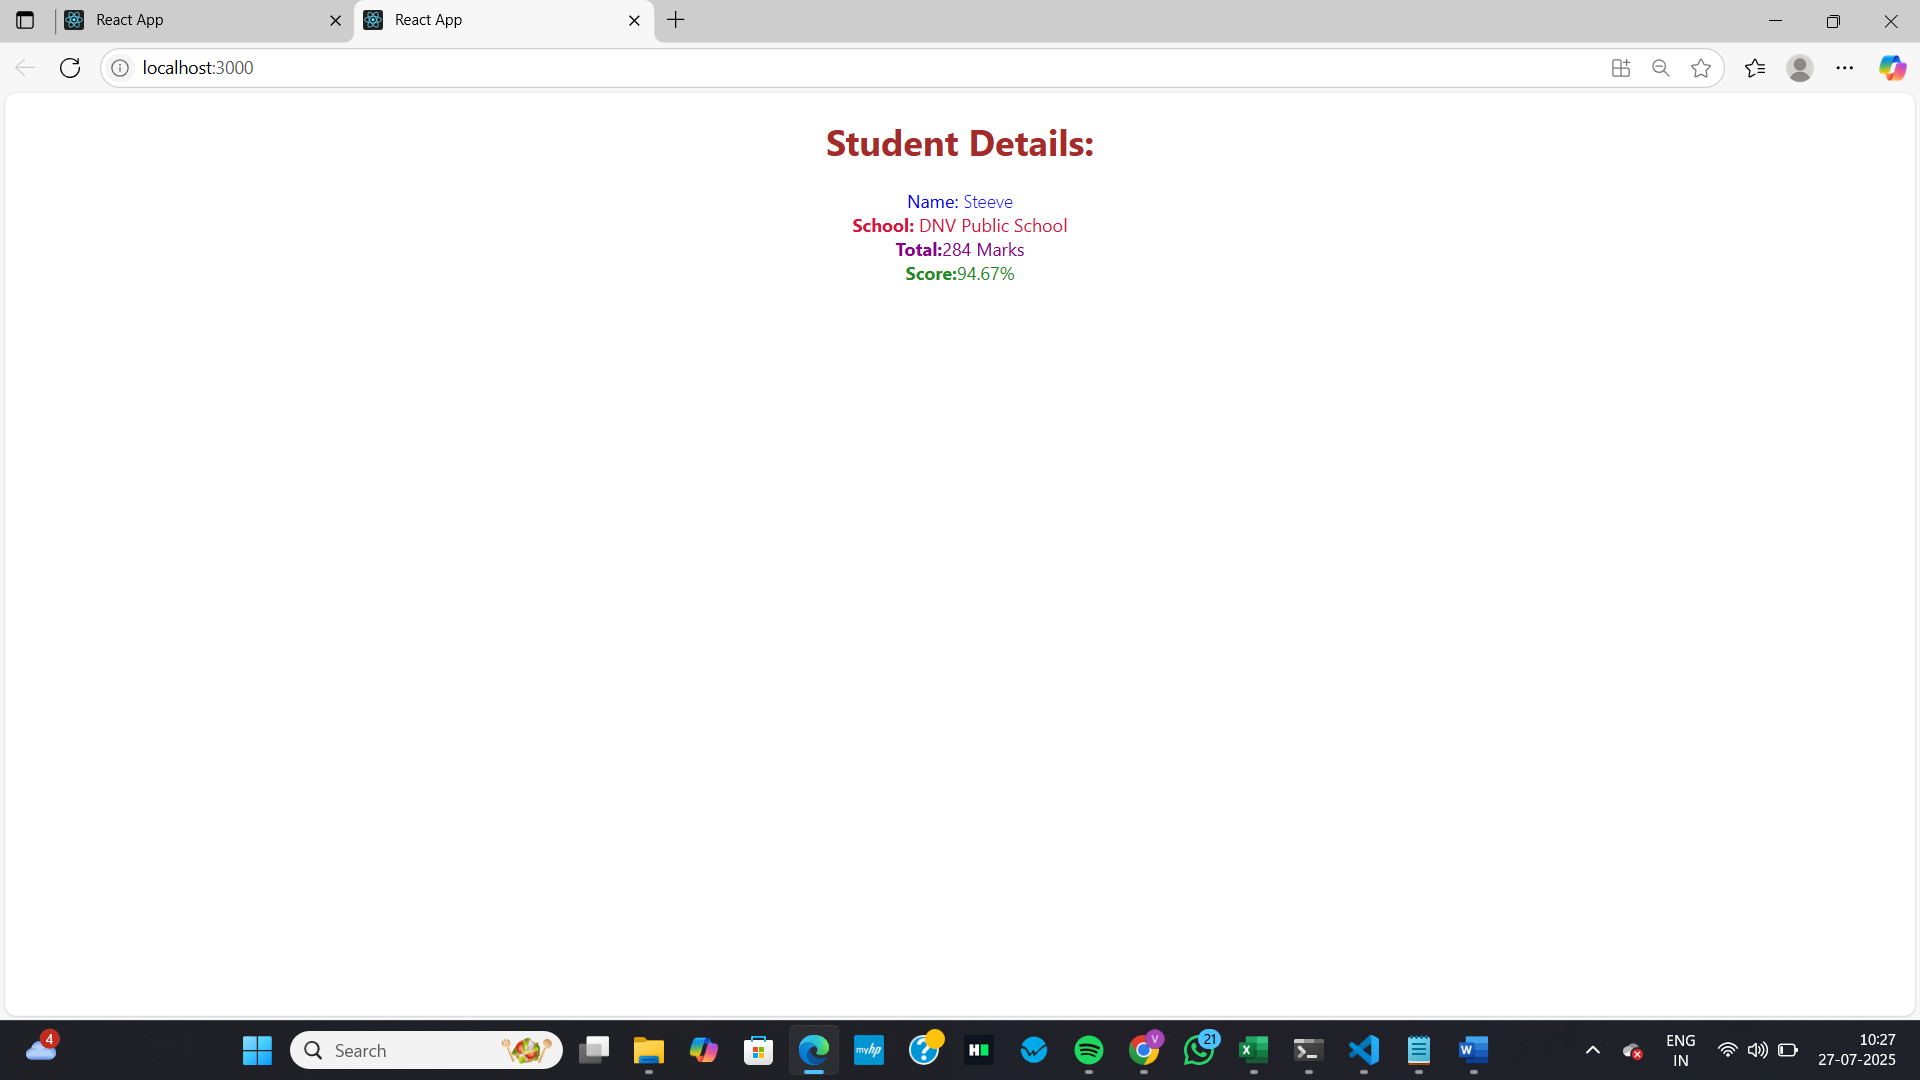 React App
React App
localhost:3000
Student Details:
Name: Steeve
School: DNV Public School
Total:284 Marks
Score:94.67%
4
Search
myhp
V
21
ENG
IN
10:27
27-07-2025